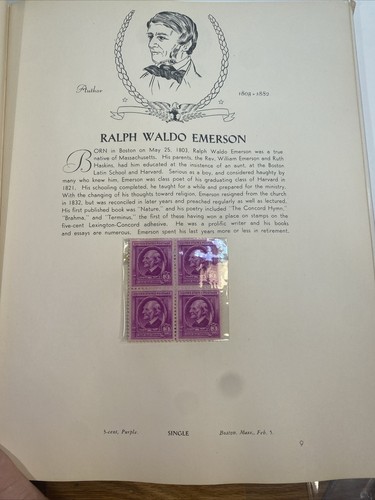 Author
1803 - 1882
RALPH WALDO EMERSON
BORN in Boston on May 25, 1803, Ralph Waldo Emerson was a true
native of Massachusetts. His parents, the Rev. William Emerson and Ruth
Haskins, had him educated at the insistence of an aunt, at the Boston
Latin School and Harvard. Serious as a boy, and considered haughty by
many who knew him, Emerson was class poet of his graduating class of Harvard in
1821. His schooling completed, he taught for a while and prepared for the ministry.
With the changing of his thoughts toward religion, Emerson resigned from the church
in 1832, but was reconciled in later years and preached regularly as well as lectured.
His first published book was "Nature," and his poetry included "The Concord Hymn,"
"Brahma," and "Terminus," the first of these having won a place on stamps on the
five-cent Lexington-Concord adhesive. He was a prolific writer and his books
and essays are numerous. Emerson spent his last years more or less in retirement.
3
3
3
3
3-Cent, Purple.
SINGLE
Boston, Mass., Feb. 5.
9